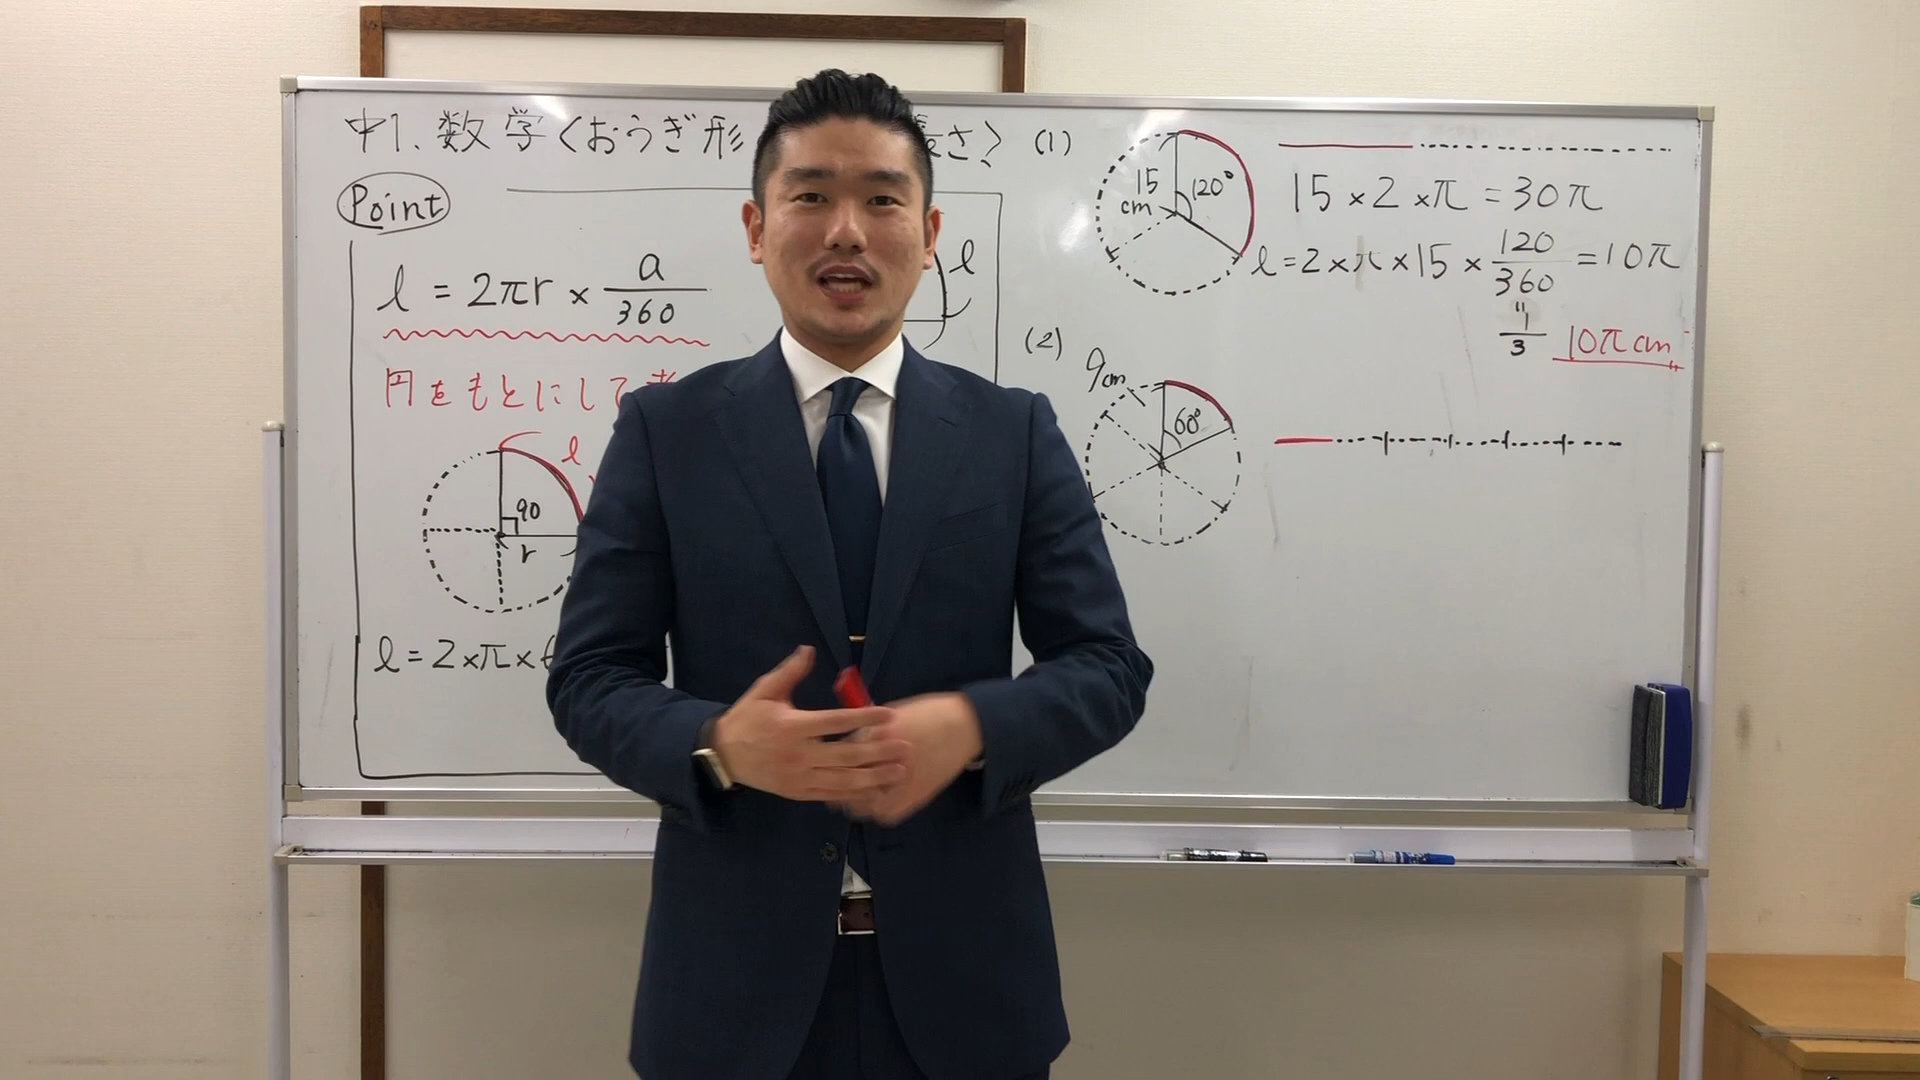 中1.数学〈おうぎ形
長さ〉
Point
l = 2πr × a/360
円をもとにして
l
90
r
l = 2×π×
l
(1)
15
cm
120°
15×2×π = 30π
l = 2×π×15×120/360 = 10π
1/3
10πcm
(2)
9cm
60°